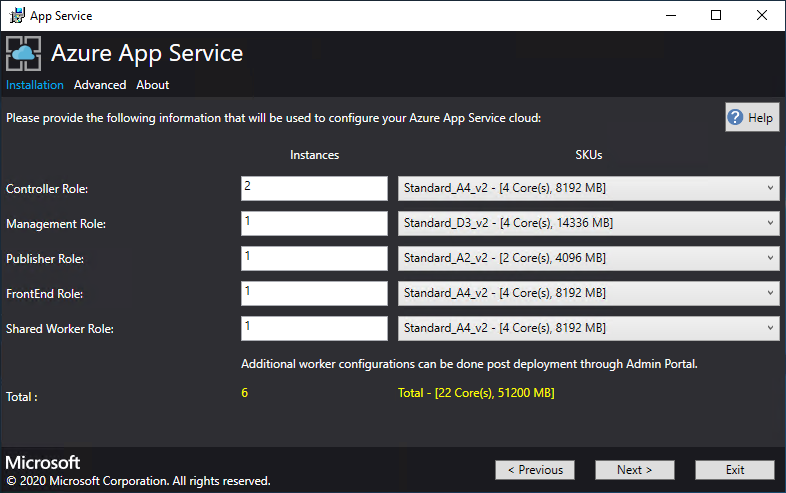 App Service
Azure App Service
Installation Advanced About
Please provide the following information that will be used to configure your Azure App Service cloud:
? Help
Instances SKUs
Controller Role: 2 Standard_A4_v2 - [4 Core(s), 8192 MB]
Management Role: 1 Standard_D3_v2 - [4 Core(s), 14336 MB]
Publisher Role: 1 Standard_A2_v2 - [2 Core(s), 4096 MB]
FrontEnd Role: 1 Standard_A4_v2 - [4 Core(s), 8192 MB]
Shared Worker Role: 1 Standard_A4_v2 - [4 Core(s), 8192 MB]
Additional worker configurations can be done post deployment through Admin Portal.
Total : 6 Total - [22 Core(s), 51200 MB]
Microsoft
© 2020 Microsoft Corporation. All rights reserved.
< Previous Next > Exit